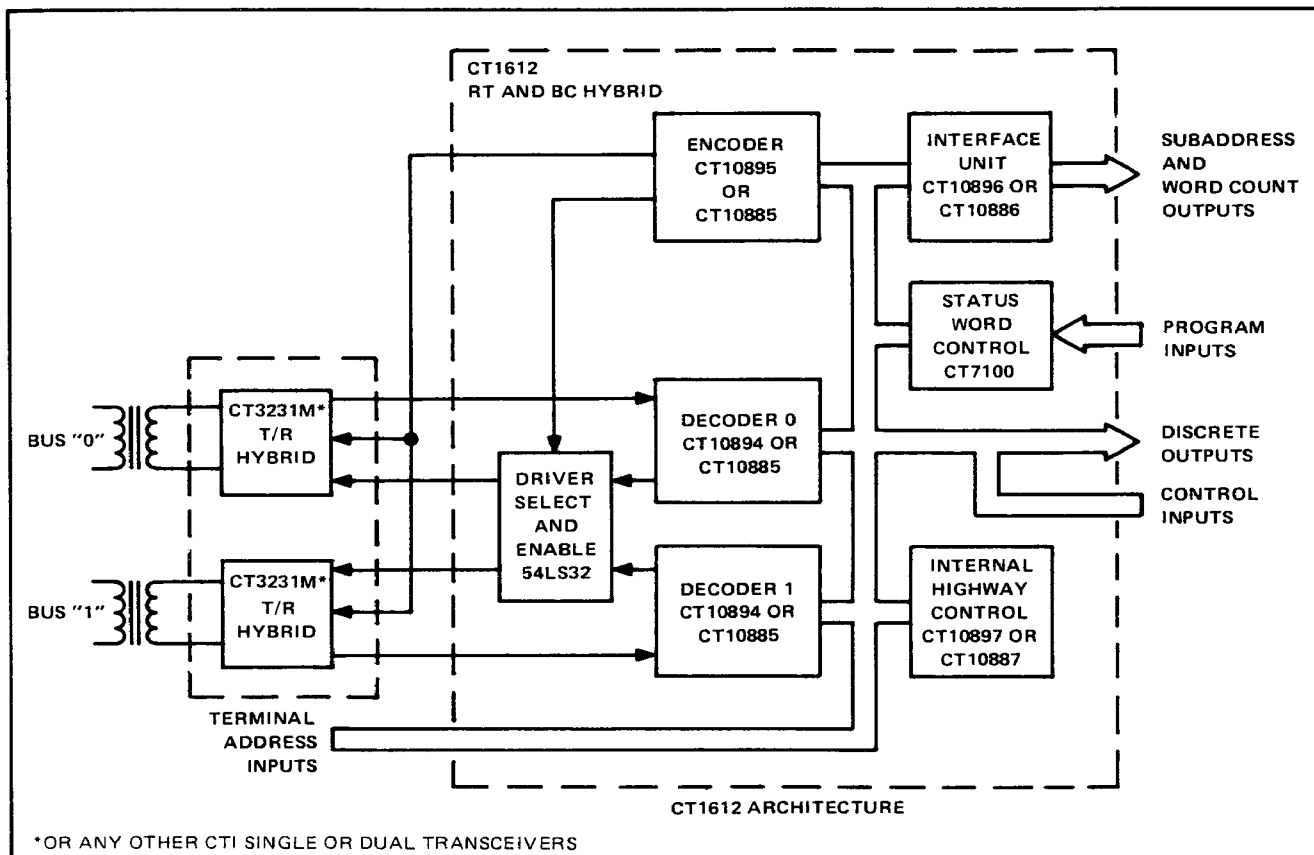 CT1612
RT AND BC HYBRID
ENCODER
CT10895
OR
CT10885
INTERFACE
UNIT
CT10896 OR
CT10886
SUBADDRESS
AND
WORD COUNT
OUTPUTS
STATUS
WORD
CONTROL
CT7100
PROGRAM
INPUTS
BUS "0"
CT3231M*
T/R
HYBRID
DECODER 0
CT10894 OR
CT10885
DRIVER
SELECT
AND
ENABLE
54LS32
DISCRETE
OUTPUTS
CONTROL
INPUTS
BUS "1"
CT3231M*
T/R
HYBRID
DECODER 1
CT10894 OR
CT10885
INTERNAL
HIGHWAY
CONTROL
CT10897 OR
CT10887
TERMINAL
ADDRESS
INPUTS
CT1612 ARCHITECTURE
*OR ANY OTHER CTI SINGLE OR DUAL TRANSCEIVERS